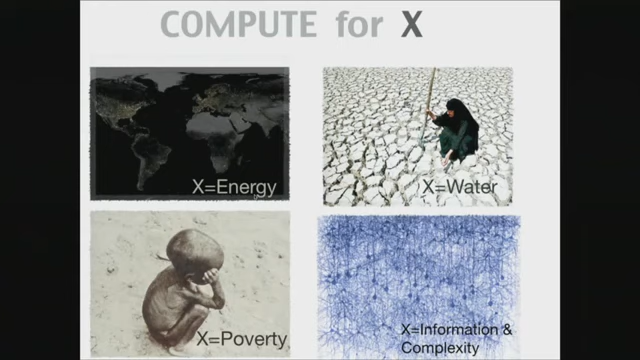 COMPUTE for X
X=Energy
X=Water
X=Poverty
X=Information &
Complexity